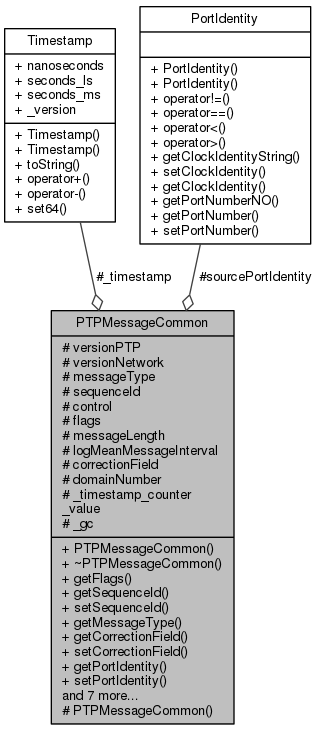 Timestamp
+ nanoseconds
+ seconds_ls
+ seconds_ms
+ _version
+ Timestamp()
+ Timestamp()
+ toString()
+ operator+()
+ operator-()
+ set64()
PortIdentity
+ PortIdentity()
+ PortIdentity()
+ operator!=()
+ operator==()
+ operator<()
+ operator>()
+ getClockIdentityString()
+ setClockIdentity()
+ getClockIdentity()
+ getPortNumberNO()
+ getPortNumber()
+ setPortNumber()
#_timestamp
#sourcePortIdentity
PTPMessageCommon
# versionPTP
# versionNetwork
# messageType
# sequenceId
# control
# flags
# messageLength
# logMeanMessageInterval
# correctionField
# domainNumber
# _timestamp_counter
_value
# _gc
+ PTPMessageCommon()
+ ~PTPMessageCommon()
+ getFlags()
+ getSequenceId()
+ setSequenceId()
+ getMessageType()
+ getCorrectionField()
+ setCorrectionField()
+ getPortIdentity()
+ setPortIdentity()
and 7 more...
# PTPMessageCommon()